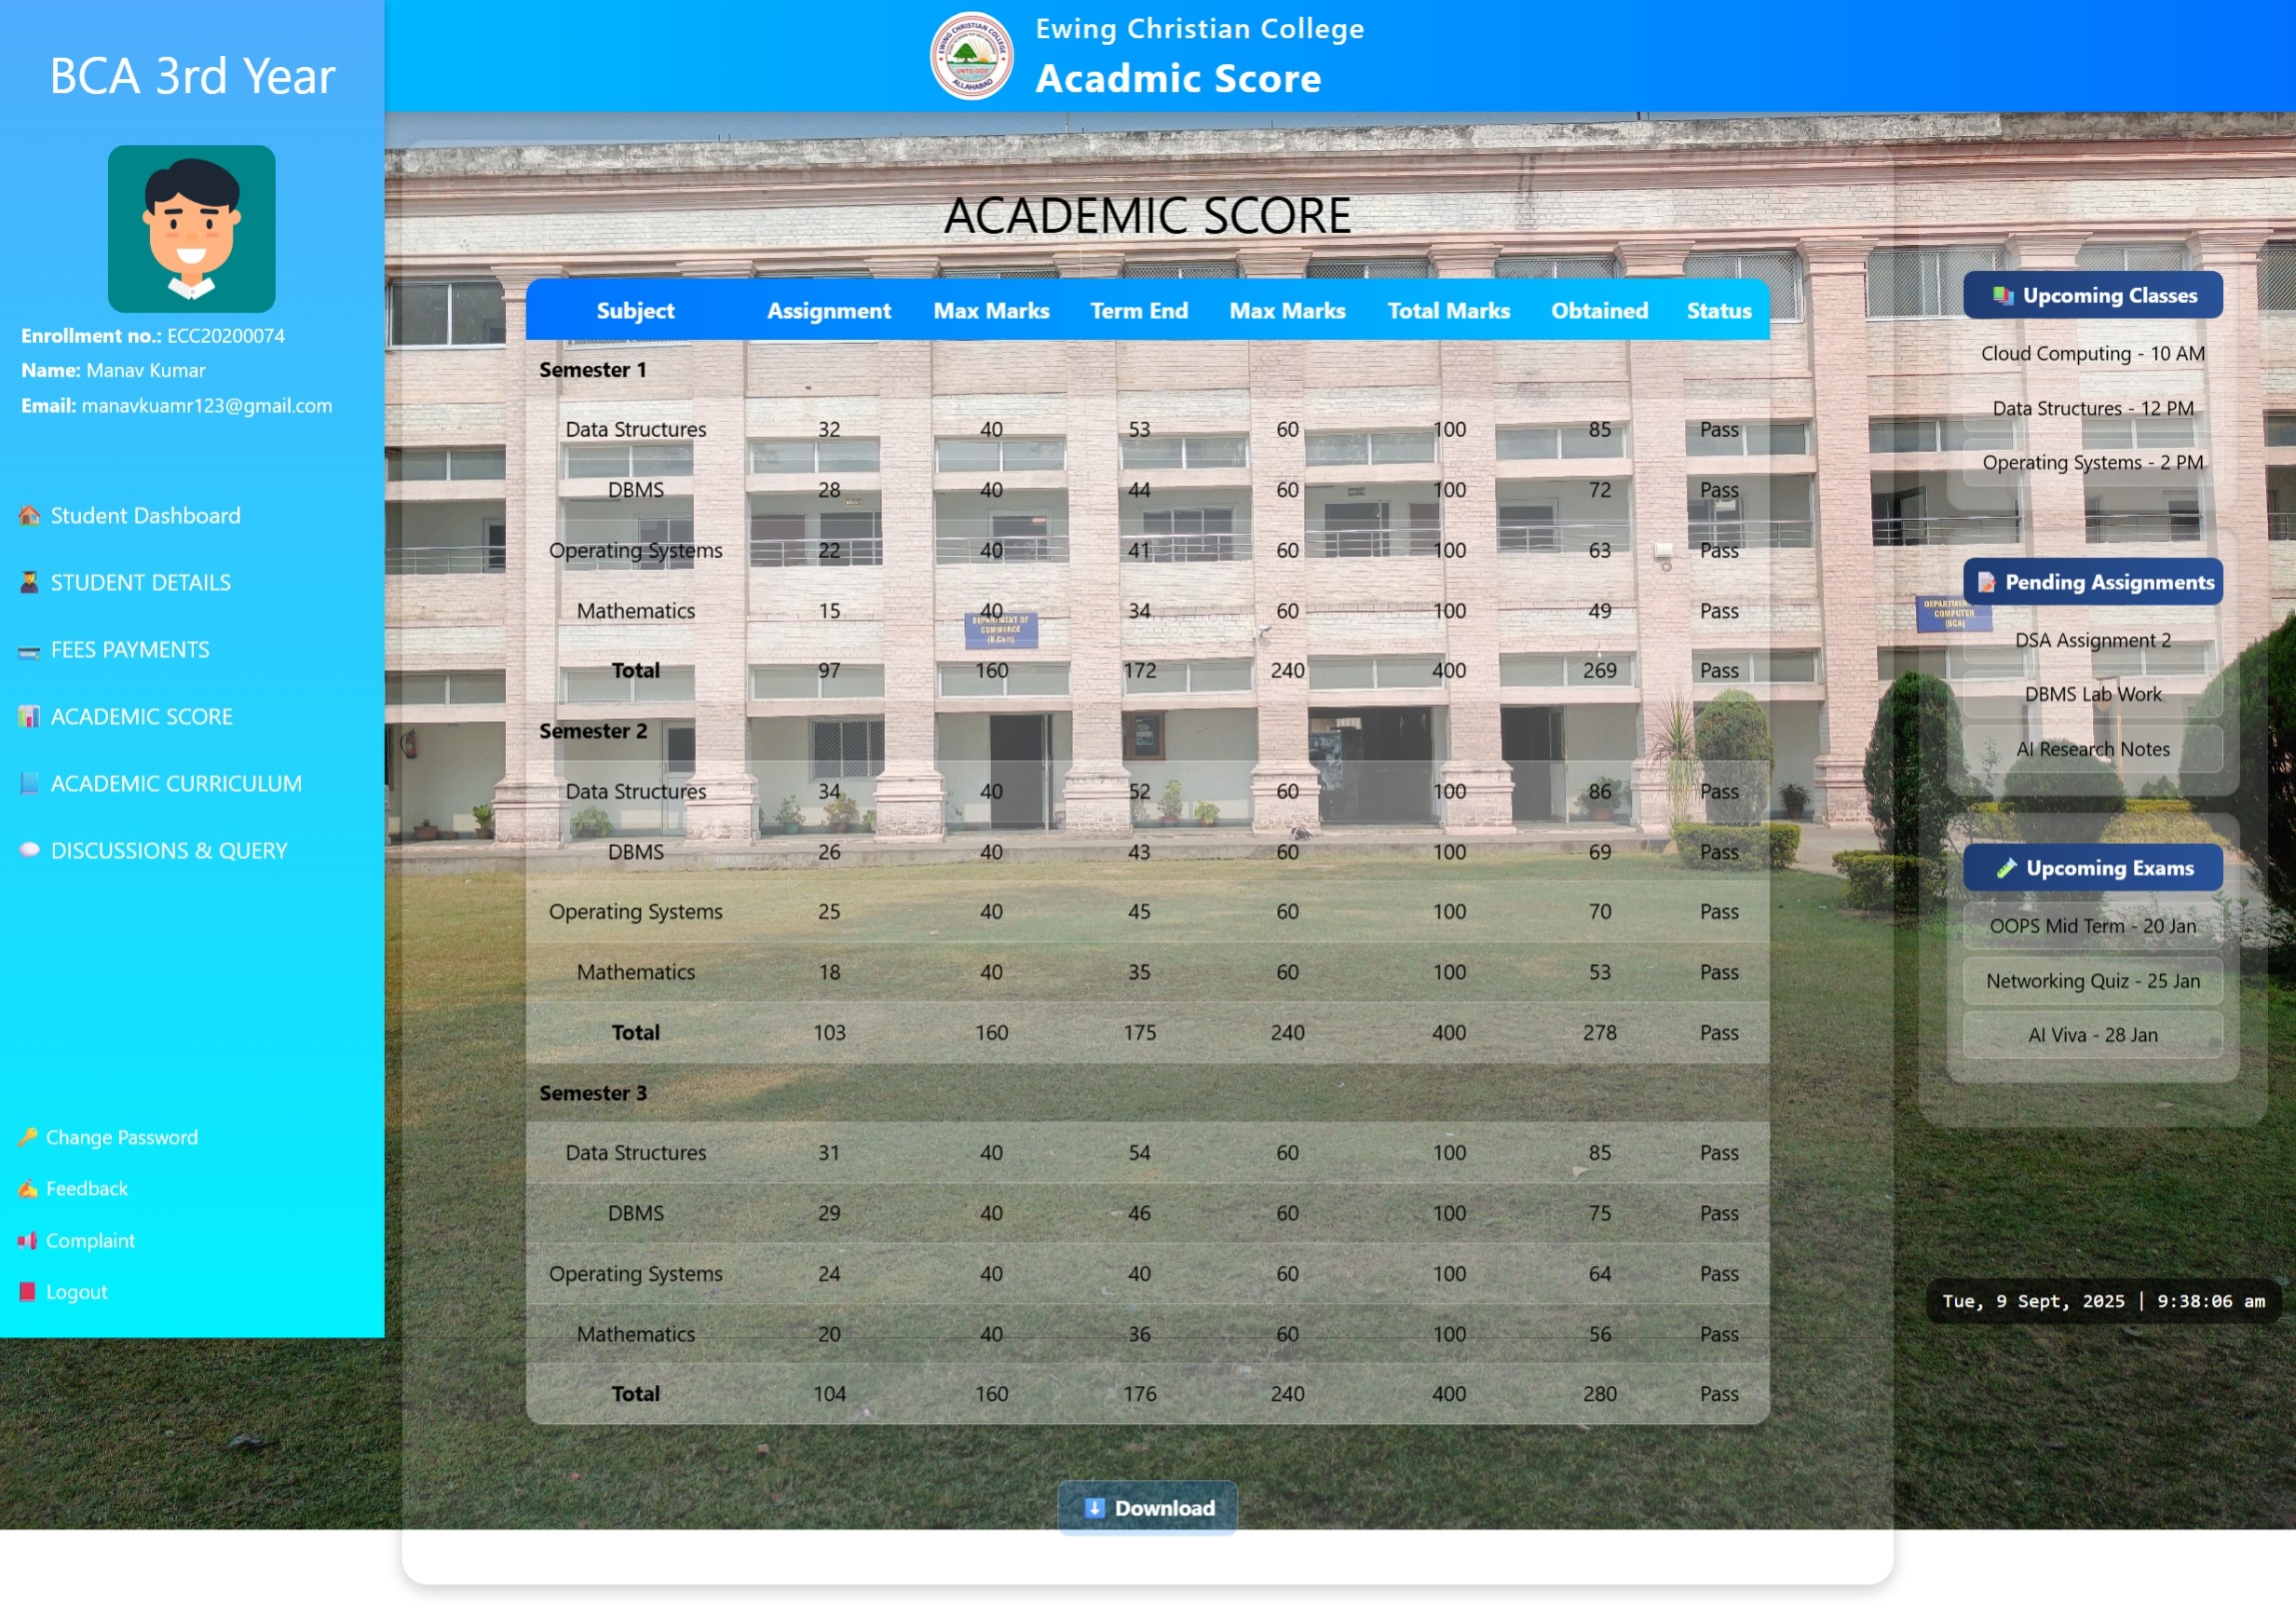 BCA 3rd Year
Enrollment no.: ECC20200074
Name: Manav Kumar
Email: manavkuamr123@gmail.com
Student Dashboard
STUDENT DETAILS
FEES PAYMENTS
ACADEMIC SCORE
ACADEMIC CURRICULUM
DISCUSSIONS & QUERY
Change Password
Feedback
Complaint
Logout
EWING CHRISTIAN COLLEGE
UNTO GOD
ALLAHABAD
Ewing Christian College
Acadmic Score
ACADEMIC SCORE
Subject Assignment Max Marks Term End Max Marks Total Marks Obtained Status
Semester 1
Data Structures 32 40 53 60 100 85 Pass
DBMS 28 40 44 60 100 72 Pass
Operating Systems 22 40 41 60 100 63 Pass
Mathematics 15 40 34 60 100 49 Pass
DEPARTMENT OF
COMMERCE
(B.Com)
Total 97 160 172 240 400 269 Pass
Semester 2
Data Structures 34 40 52 60 100 86 Pass
DBMS 26 40 43 60 100 69 Pass
Operating Systems 25 40 45 60 100 70 Pass
Mathematics 18 40 35 60 100 53 Pass
Total 103 160 175 240 400 278 Pass
Semester 3
Data Structures 31 40 54 60 100 85 Pass
DBMS 29 40 46 60 100 75 Pass
Operating Systems 24 40 40 60 100 64 Pass
Mathematics 20 40 36 60 100 56 Pass
Total 104 160 176 240 400 280 Pass
Download
Upcoming Classes
Cloud Computing - 10 AM
Data Structures - 12 PM
Operating Systems - 2 PM
Pending Assignments
COMPUTER
(BCA)
DSA Assignment 2
DBMS Lab Work
AI Research Notes
Upcoming Exams
OOPS Mid Term - 20 Jan
Networking Quiz - 25 Jan
AI Viva - 28 Jan
Tue, 9 Sept, 2025 | 9:38:06 am